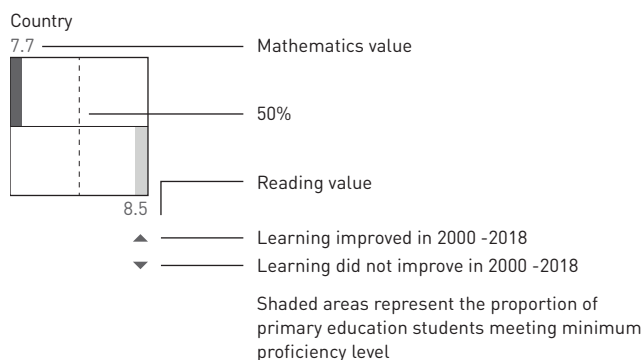 Country
7.7
Mathematics value
50%
Reading value
8.5
Learning improved in 2000 -2018
Learning did not improve in 2000 -2018
Shaded areas represent the proportion of
primary education students meeting minimum
proficiency level